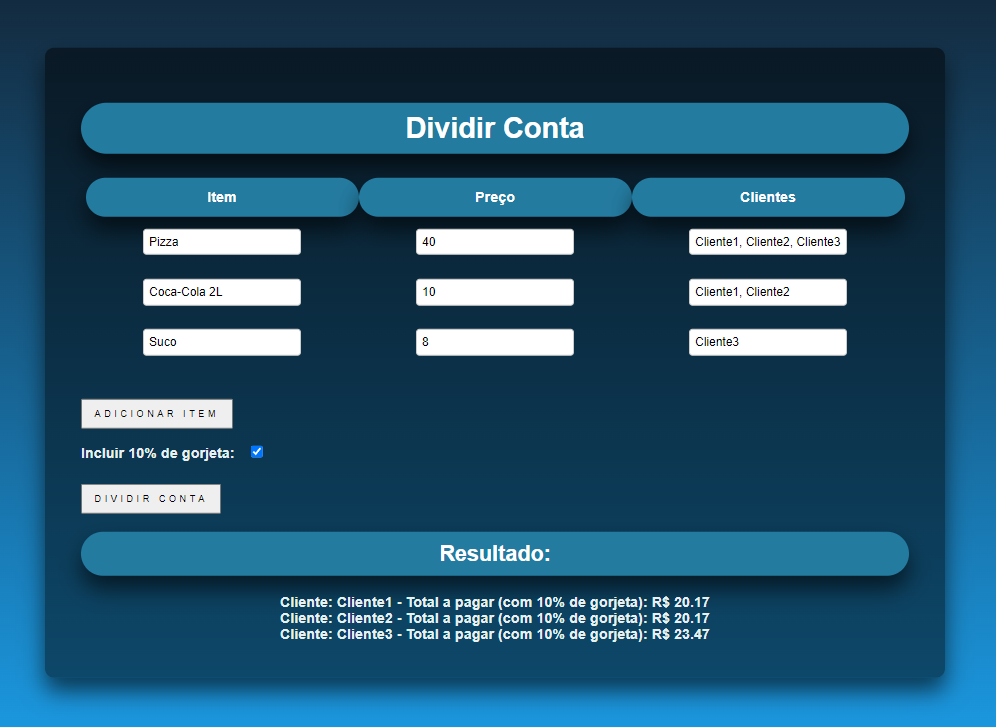 Dividir Conta
Item Preço Clientes
Pizza 40 Cliente1, Cliente2, Cliente3
Coca-Cola 2L 10 Cliente1, Cliente2
Suco 8 Cliente3
ADICIONAR ITEM
Incluir 10% de gorjeta:
DIVIDIR CONTA
Resultado:
Cliente: Cliente1 - Total a pagar (com 10% de gorjeta): R$ 20.17
Cliente: Cliente2 - Total a pagar (com 10% de gorjeta): R$ 20.17
Cliente: Cliente3 - Total a pagar (com 10% de gorjeta): R$ 23.47